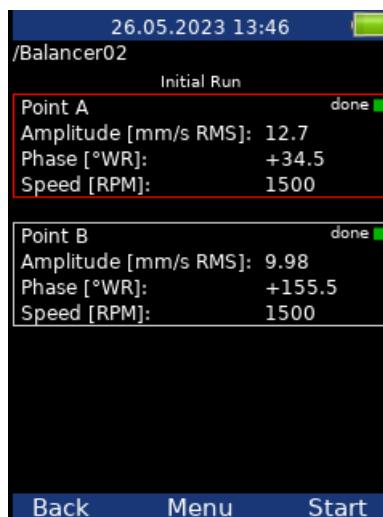 26.05.2023 13:46
/Balancer02
Initial Run
Point A done
Amplitude [mm/s RMS]: 12.7
Phase [°WR]: +34.5
Speed [RPM]: 1500
Point B done
Amplitude [mm/s RMS]: 9.98
Phase [°WR]: +155.5
Speed [RPM]: 1500
Back Menu Start